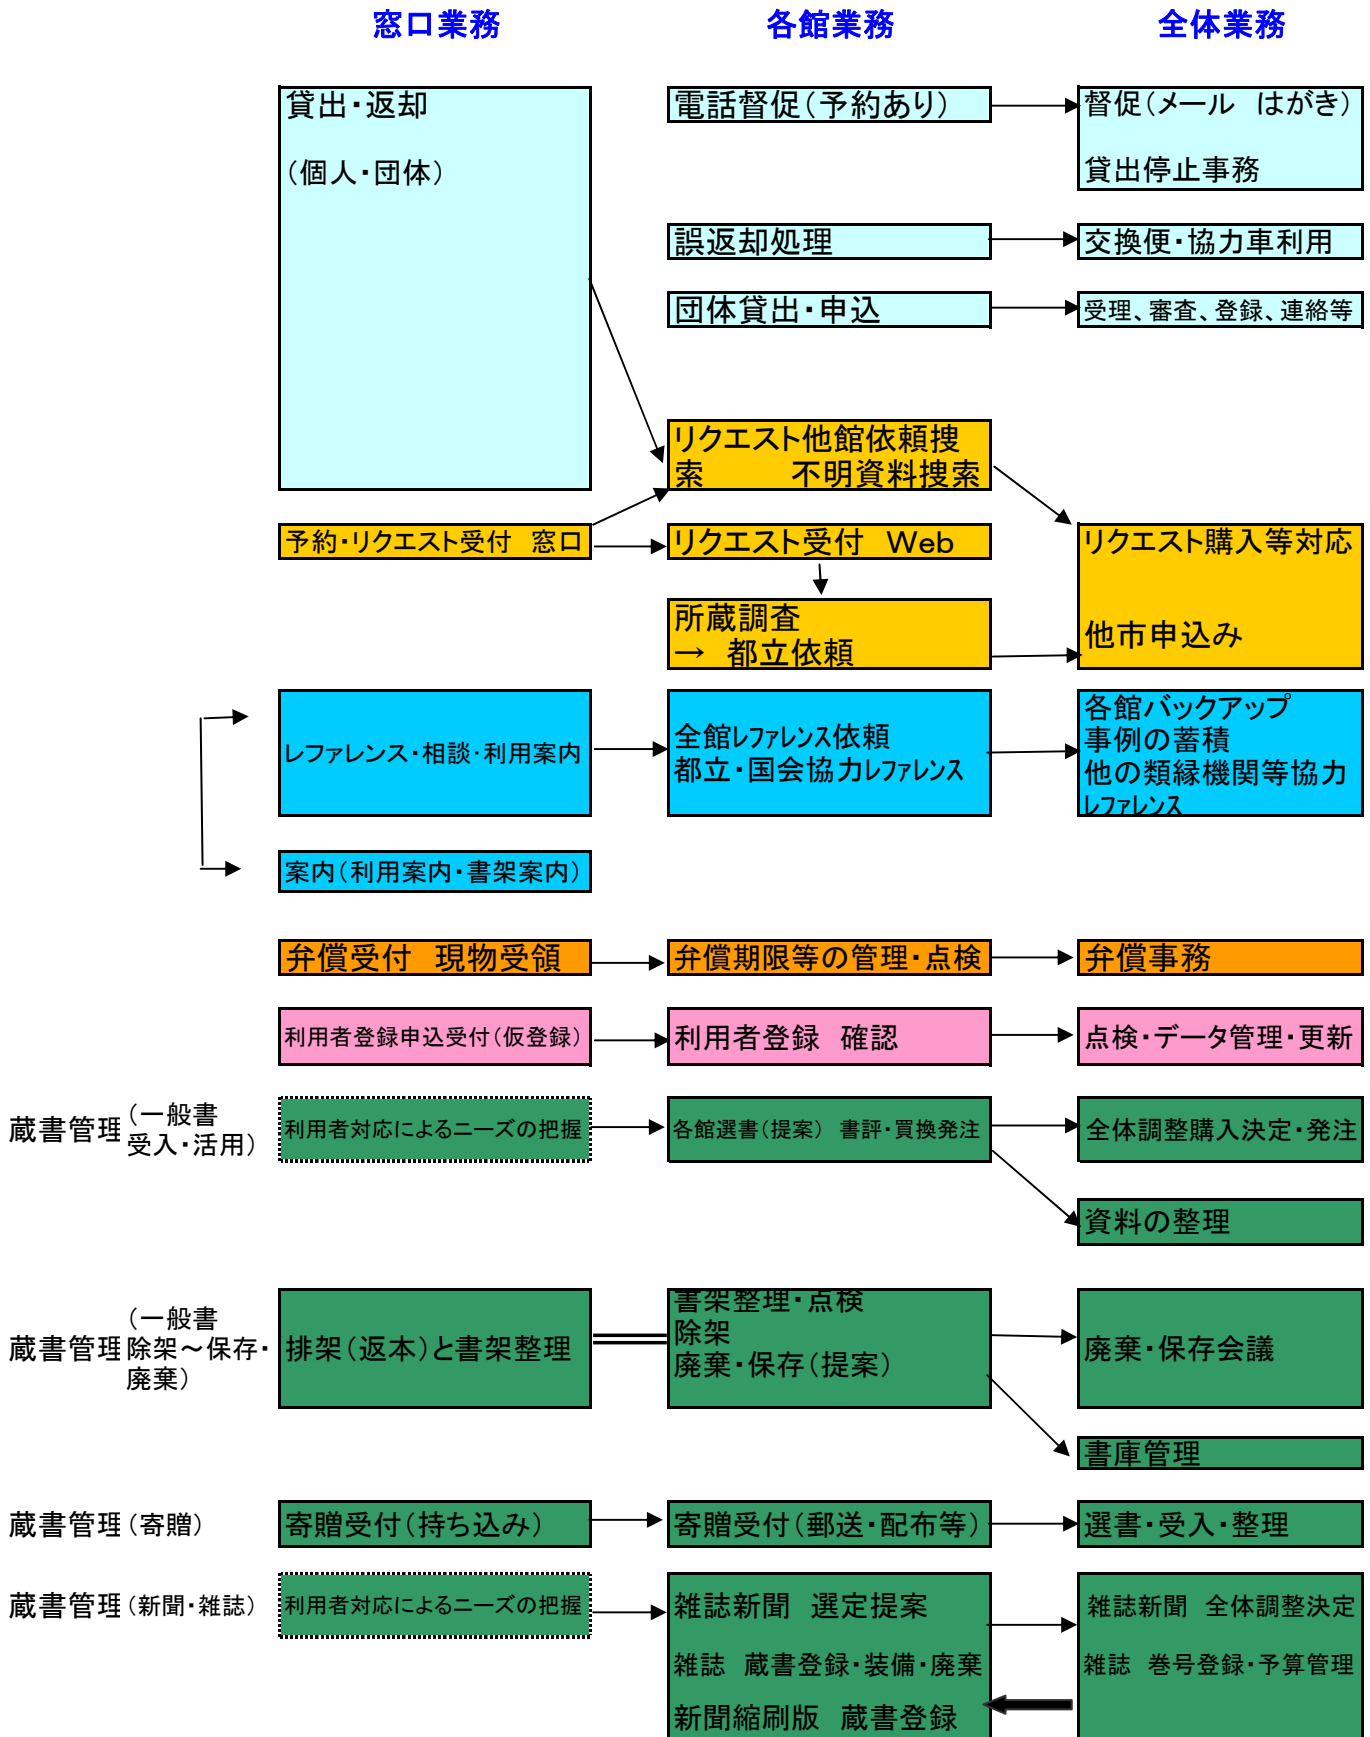 窓口業務
各館業務
全体業務
貸出・返却
（個人・団体）
電話督促（予約あり）
督促（メール　はがき）
貸出停止事務
誤返却処理
交換便・協力車利用
団体貸出・申込
受理、審査、登録、連絡等
リクエスト他館依頼捜
索　　　不明資料捜索
予約・リクエスト受付　窓口
リクエスト受付　Web
リクエスト購入等対応
所蔵調査
→　都立依頼
他市申込み
レファレンス・相談・利用案内
全館レファレンス依頼
都立・国会協力レファレンス
各館バックアップ
事例の蓄積
他の類縁機関等協力
レファレンス
案内（利用案内・書架案内）
弁償受付　現物受領
弁償期限等の管理・点検
弁償事務
利用者登録申込受付（仮登録）
利用者登録　確認
点検・データ管理・更新
蔵書管理（一般書
受入・活用）
利用者対応によるニーズの把握
各館選書（提案）　書評・買換発注
全体調整購入決定・発注
資料の整理
蔵書管理（一般書
除架～保存・
廃棄）
排架（返本）と書架整理
書架整理・点検
除架
廃棄・保存（提案）
廃棄・保存会議
書庫管理
蔵書管理（寄贈）
寄贈受付（持ち込み）
寄贈受付（郵送・配布等）
選書・受入・整理
蔵書管理（新聞・雑誌）
利用者対応によるニーズの把握
雑誌新聞　選定提案
雑誌　蔵書登録・装備・廃棄
新聞縮刷版　蔵書登録
雑誌新聞　全体調整決定
雑誌　巻号登録・予算管理